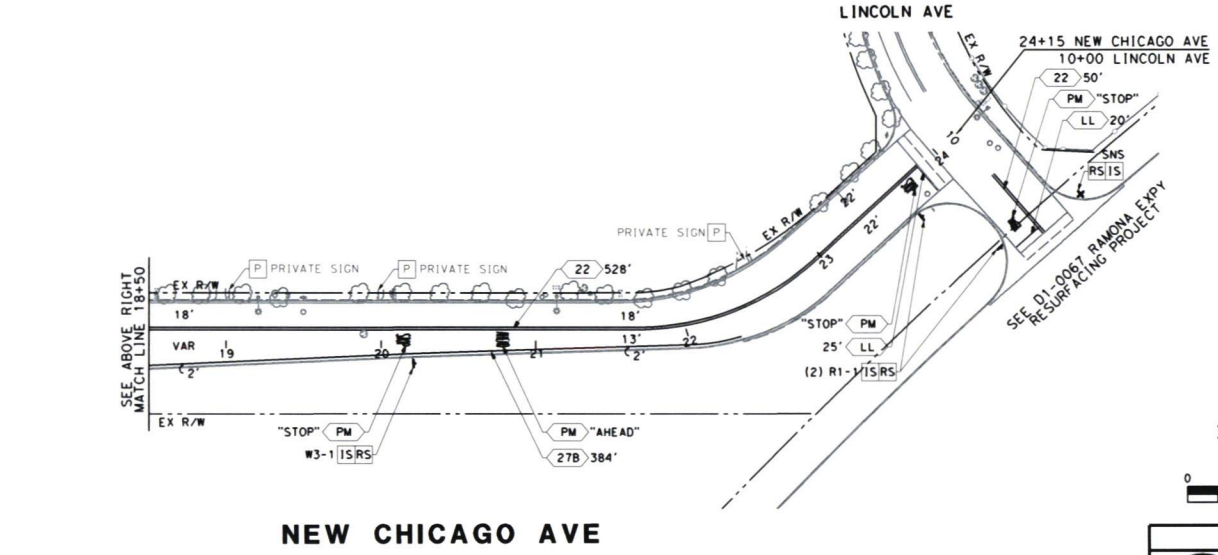 LINCOLN AVE
24+15 NEW CHICAGO AVE
10+00 LINCOLN AVE
22 50'
PM "STOP"
LL 20'
SNS
RS IS
EX R/W
10
24
SEE D1-0067 RAMONA EXPY
RESURFACING PROJECT
PRIVATE SIGN P
EX R/W
22'
22'
23
P PRIVATE SIGN
P PRIVATE SIGN
22 528'
EX R/W
18'
18'
SEE ABOVE RIGHT
MATCH LINE 18+50
VAR
19
20
21
13'
22
2'
2'
EX R/W
"STOP" PM
25' LL
(2) R1-1 IS RS
"STOP" PM
W3-1 IS RS
PM "AHEAD"
27B 384'
NEW CHICAGO AVE
0